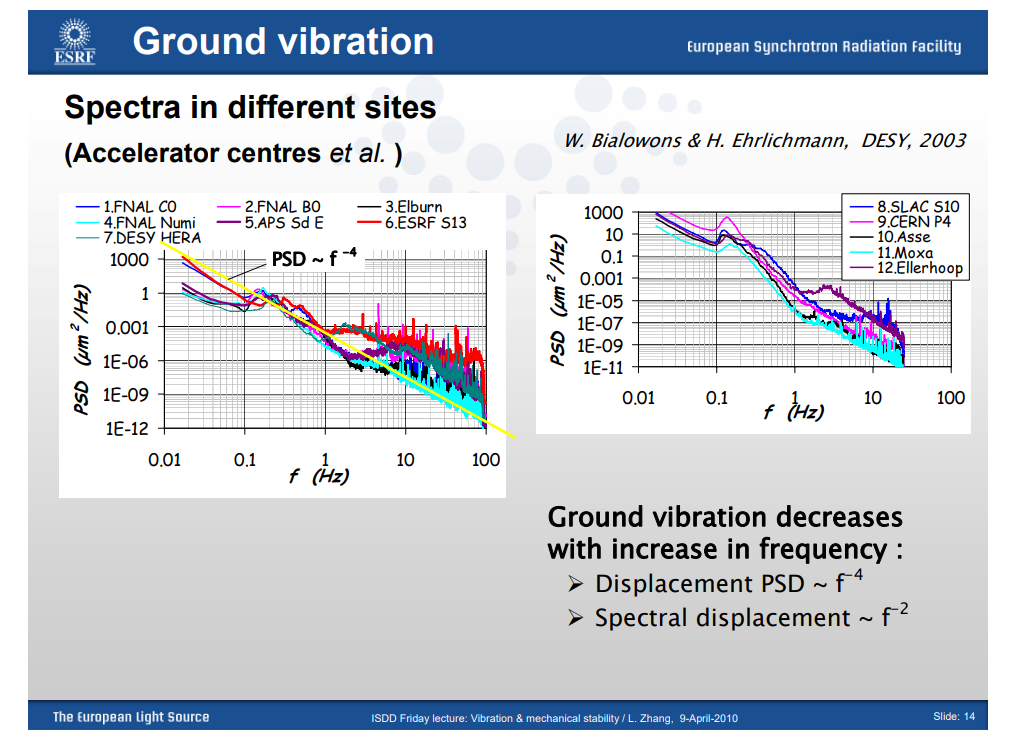 ESRF
Ground vibration
European Synchrotron Radiation Facility
Spectra in different sites
(Accelerator centres et al. )
W. Bialowons & H. Ehrlichmann, DESY, 2003
1.FNAL C0 2.FNAL B0 3.Elburn
4.FNAL Numi 5.APS Sd E 6.ESRF S13
7.DESY HERA
PSD ~ f⁻⁴
1000
1
0.001
1E-06
1E-09
1E-12
PSD (μm²/Hz)
0.01 0.1 1 10 100
f (Hz)
8.SLAC S10
9.CERN P4
10.Asse
11.Moxa
12.Ellerhoop
1000
10
0.1
0.001
1E-05
1E-07
1E-09
1E-11
PSD (μm²/Hz)
0.01 0.1 1 10 100
f (Hz)
Ground vibration decreases
with increase in frequency :
➢ Displacement PSD ~ f⁻⁴
➢ Spectral displacement ~ f⁻²
The European Light Source
ISDD Friday lecture: Vibration & mechanical stability / L. Zhang, 9-April-2010
Slide: 14